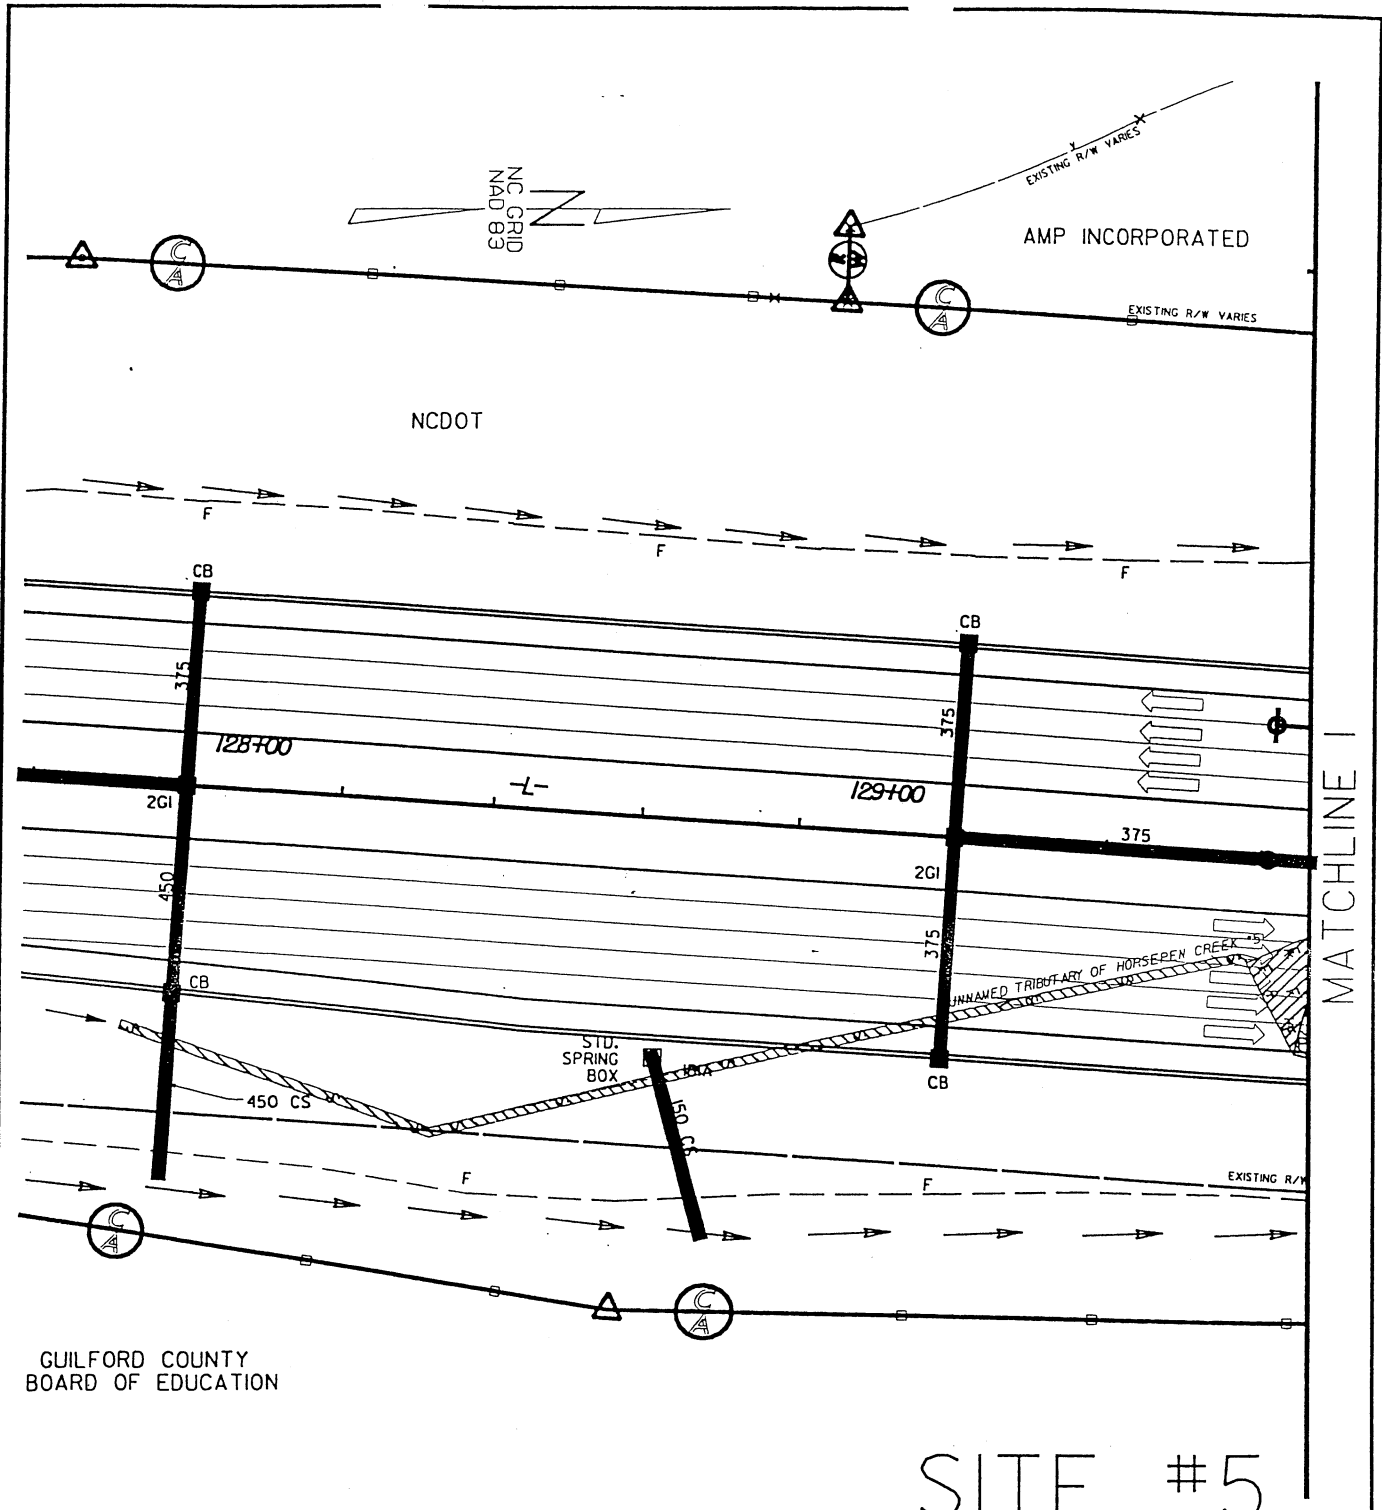 EXISTING R/W VARIES
NC GRID
NAD 83
AMP INCORPORATED
C
A
R
W
C
A
EXISTING R/W VARIES
NCDOT
F
F
F
CB
CB
375
375
128+00
-L-
129+00
2GI
375
2GI
MATCHLINE 1
450
375
UNNAMED TRIBUTARY OF HORSEPEN CREEK #5
CB
STD.
SPRING
BOX
CB
450 CS
150 CS
EXISTING R/W
F
F
C
A
C
A
GUILFORD COUNTY
BOARD OF EDUCATION
SITE #5